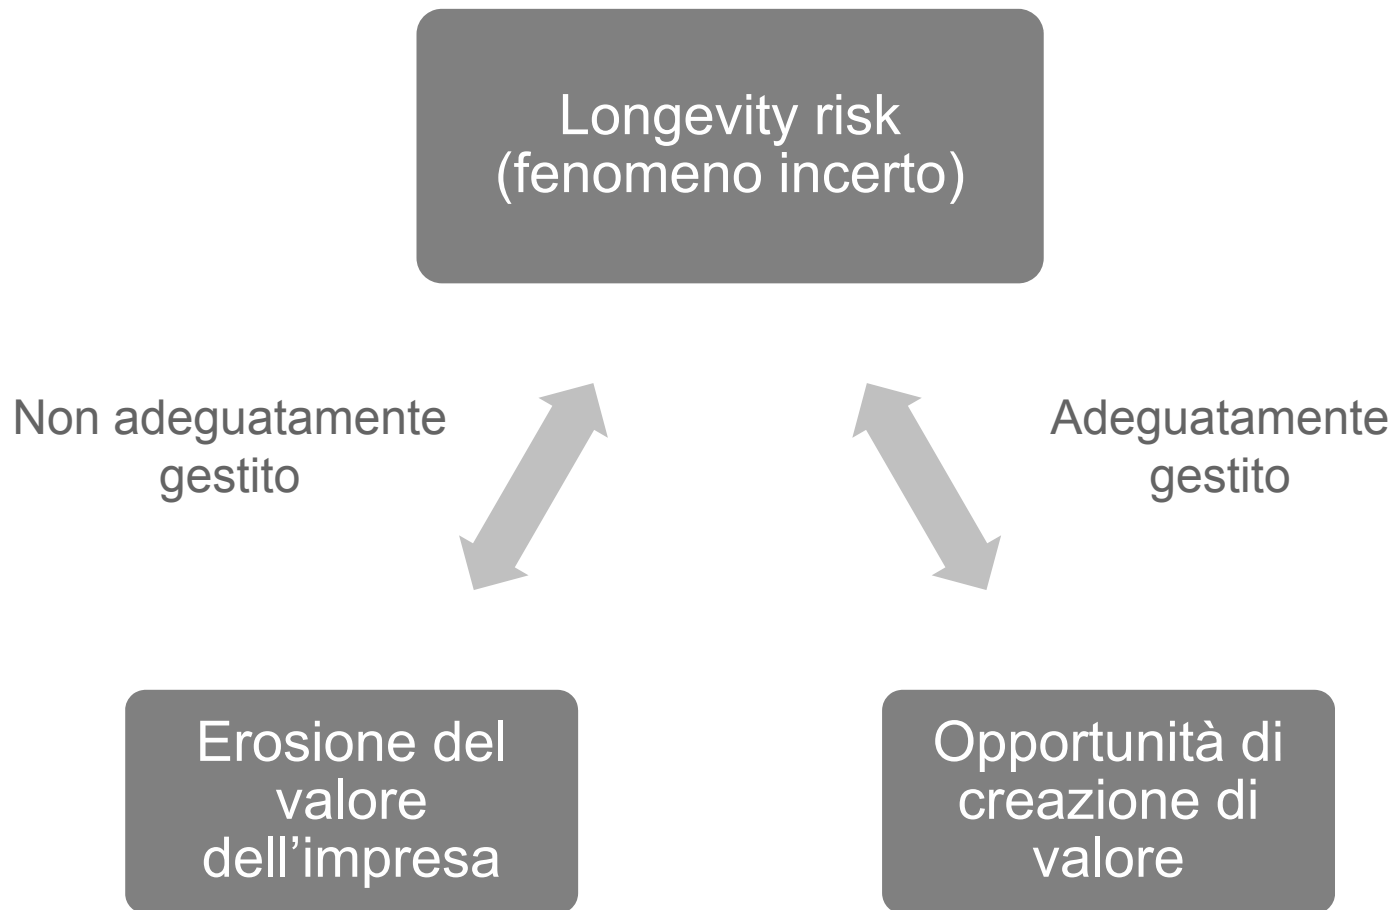 Longevity risk
(fenomeno incerto)
Non adeguatamente
gestito
Adeguatamente
gestito
Erosione del
valore
dell’impresa
Opportunità di
creazione di
valore